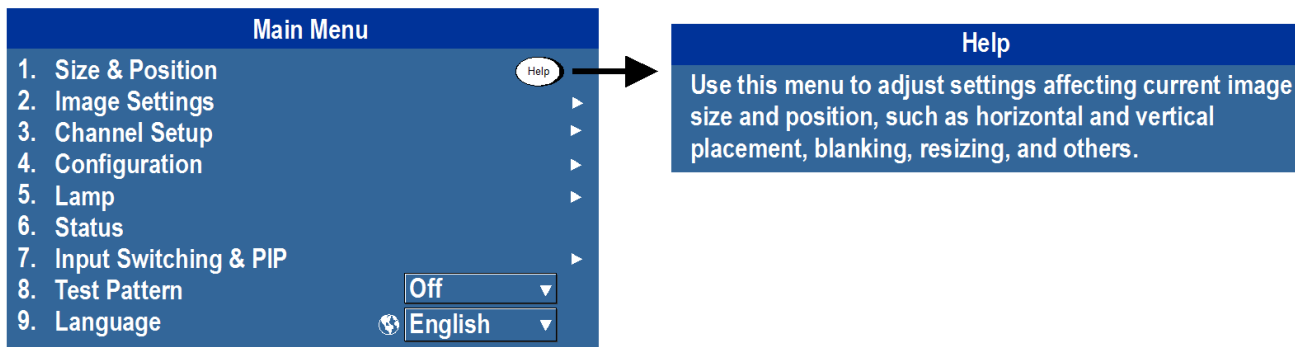 Main Menu
1. Size & Position
Help
2. Image Settings
3. Channel Setup
4. Configuration
5. Lamp
6. Status
7. Input Switching & PIP
8. Test Pattern Off
9. Language English
Help
Use this menu to adjust settings affecting current image
size and position, such as horizontal and vertical
placement, blanking, resizing, and others.